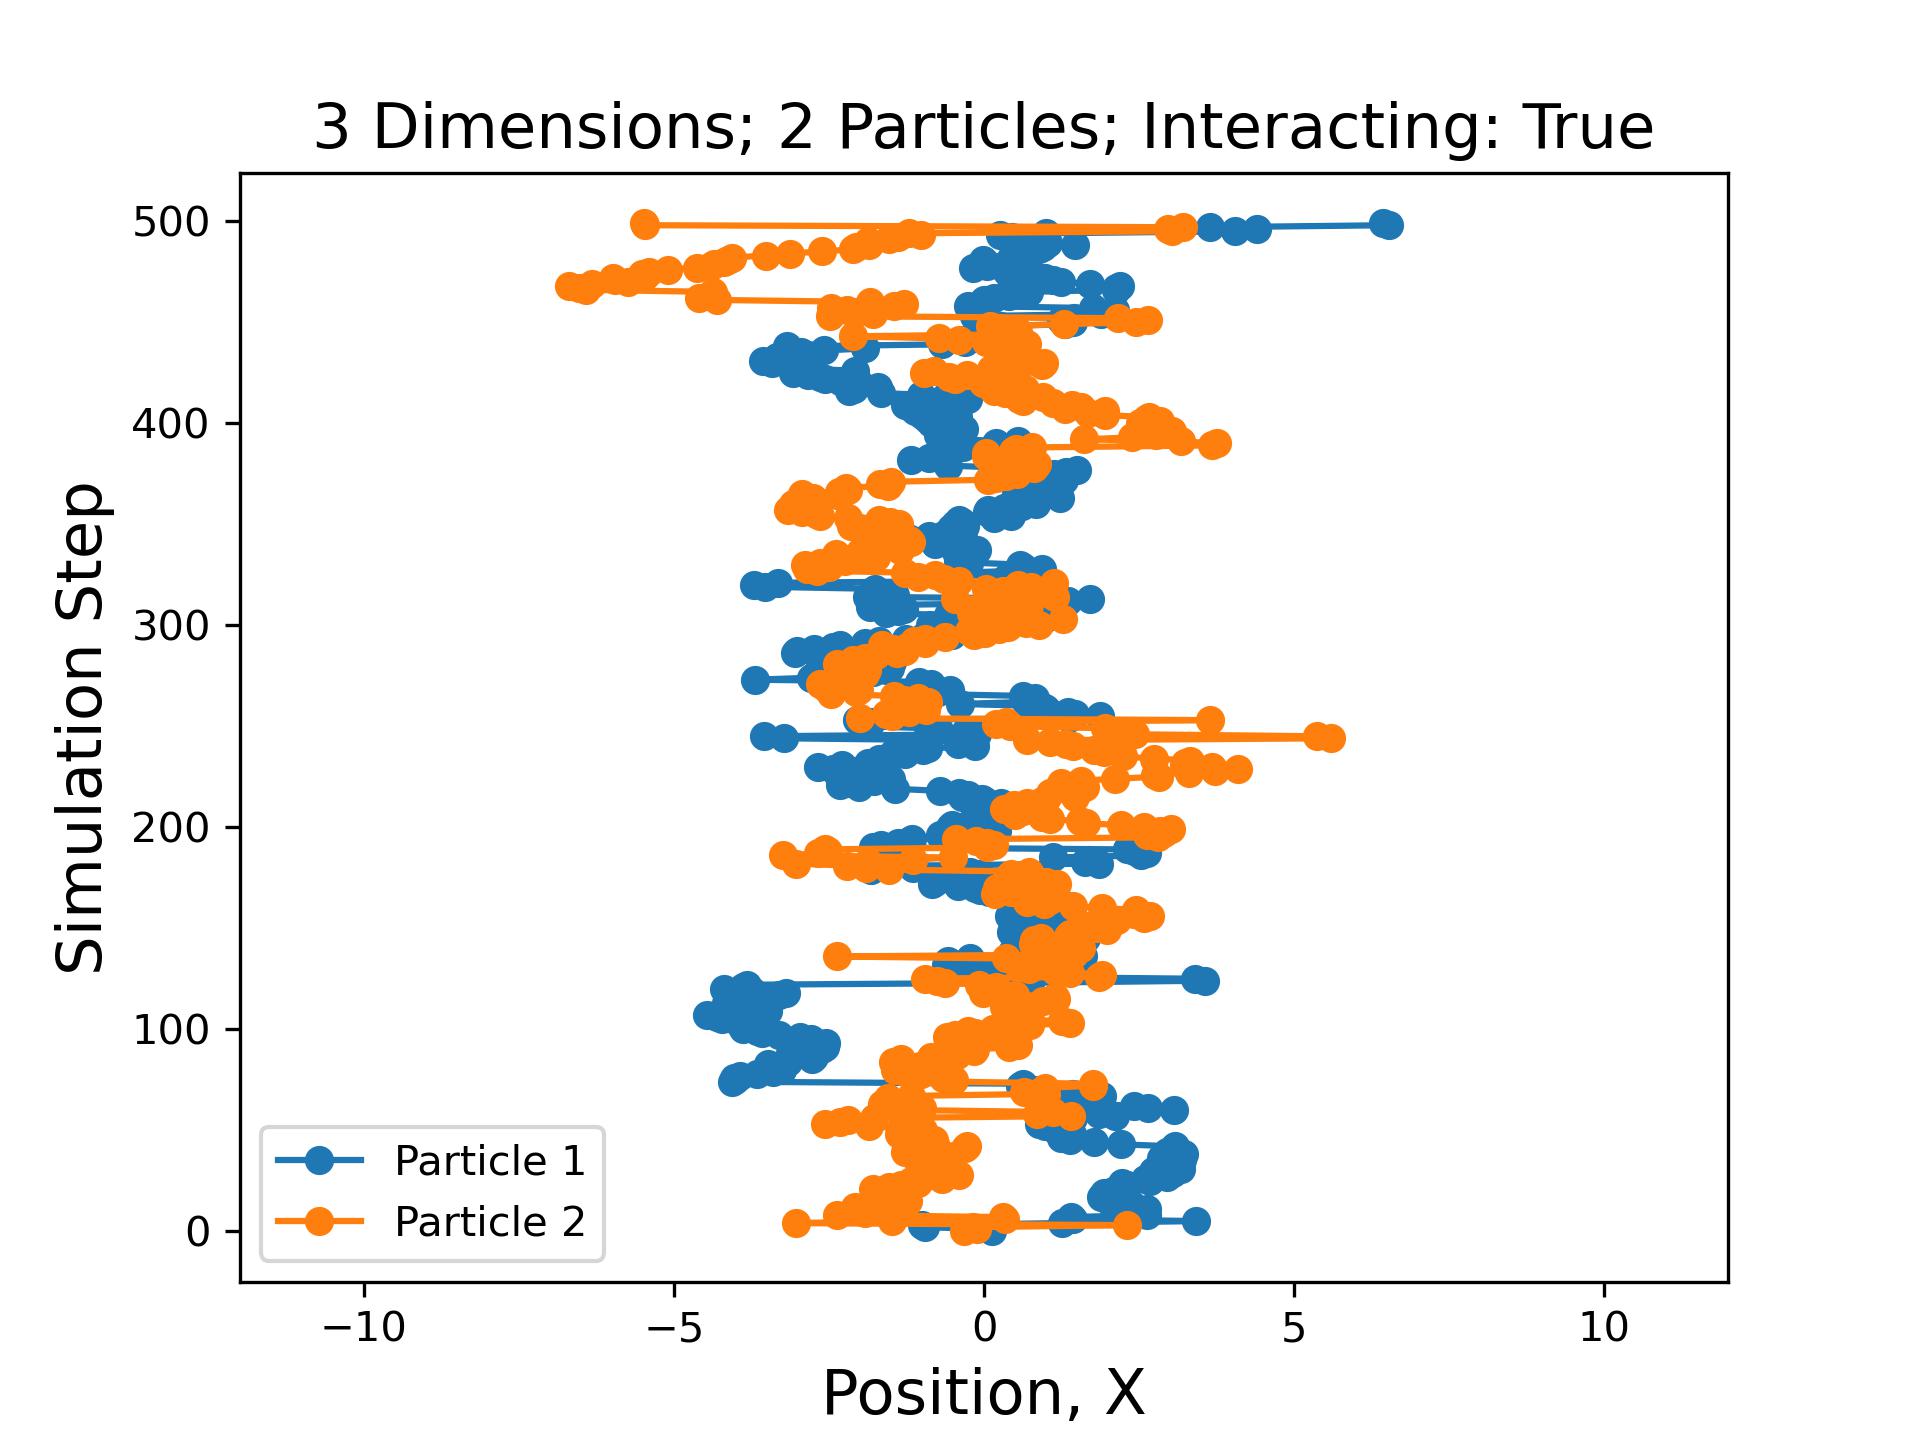 3 Dimensions; 2 Particles; Interacting: True
Simulation Step
500
400
300
200
100
0
Particle 1
Particle 2
−10
−5
0
5
10
Position, X